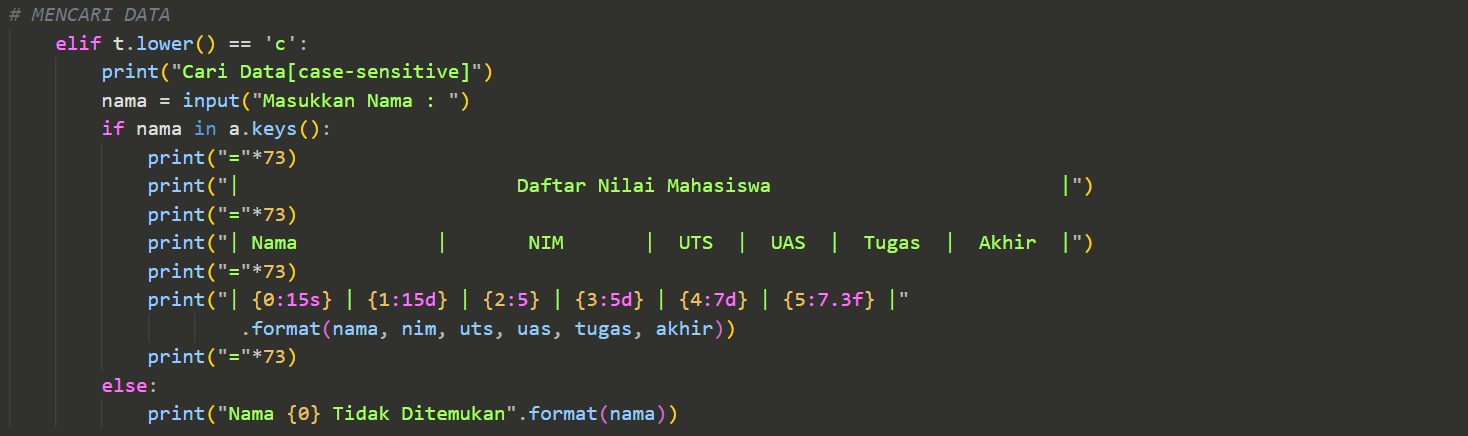 # MENCARI DATA
    elif t.lower() == 'c':
        print("Cari Data[case-sensitive]")
        nama = input("Masukkan Nama : ")
        if nama in a.keys():
            print("="*73)
            print("|                        Daftar Nilai Mahasiswa                         |")
            print("="*73)
            print("| Nama            |       NIM       |  UTS  |  UAS  |  Tugas  |  Akhir  |")
            print("="*73)
            print("| {0:15s} | {1:15d} | {2:5} | {3:5d} | {4:7d} | {5:7.3f} |"
                    .format(nama, nim, uts, uas, tugas, akhir))
            print("="*73)
        else:
            print("Nama {0} Tidak Ditemukan".format(nama))